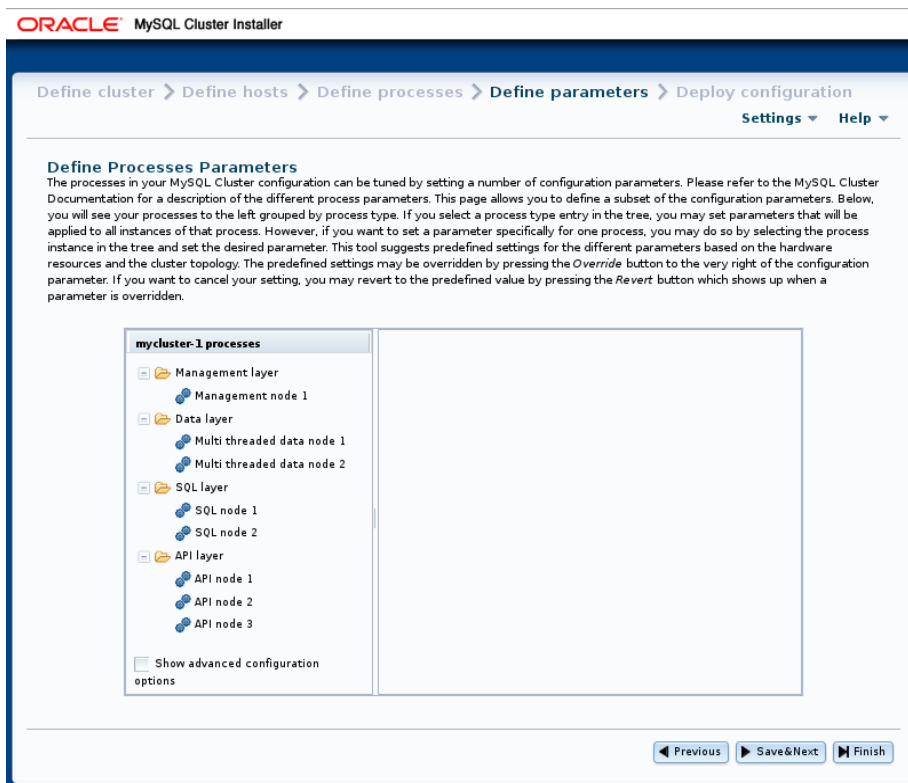 ORACLE® MySQL Cluster Installer
Define cluster Define hosts Define processes Define parameters Deploy configuration
Settings Help
Define Processes Parameters
The processes in your MySQL Cluster configuration can be tuned by setting a number of configuration parameters. Please refer to the MySQL Cluster
Documentation for a description of the different process parameters. This page allows you to define a subset of the configuration parameters. Below,
you will see your processes to the left grouped by process type. If you select a process type entry in the tree, you may set parameters that will be
applied to all instances of that process. However, if you want to set a parameter specifically for one process, you may do so by selecting the process
instance in the tree and set the desired parameter. This tool suggests predefined settings for the different parameters based on the hardware
resources and the cluster topology. The predefined settings may be overridden by pressing the Override button to the very right of the configuration
parameter. If you want to cancel your setting, you may revert to the predefined value by pressing the Revert button which shows up when a
parameter is overridden.
mycluster-1 processes
Management layer
Management node 1
Data layer
Multi threaded data node 1
Multi threaded data node 2
SQL layer
SQL node 1
SQL node 2
API layer
API node 1
API node 2
API node 3
Show advanced configuration
options
Previous Save&Next Finish